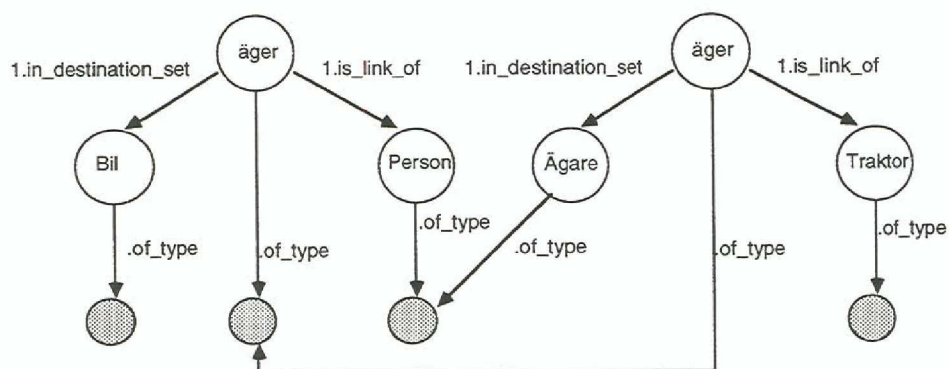 äger
äger
1.in_destination_set
1.is_link_of
1.in_destination_set
1.is_link_of
Bil
Person
Ägare
Traktor
.of_type
.of_type
.of_type
.of_type
.of_type
.of_type